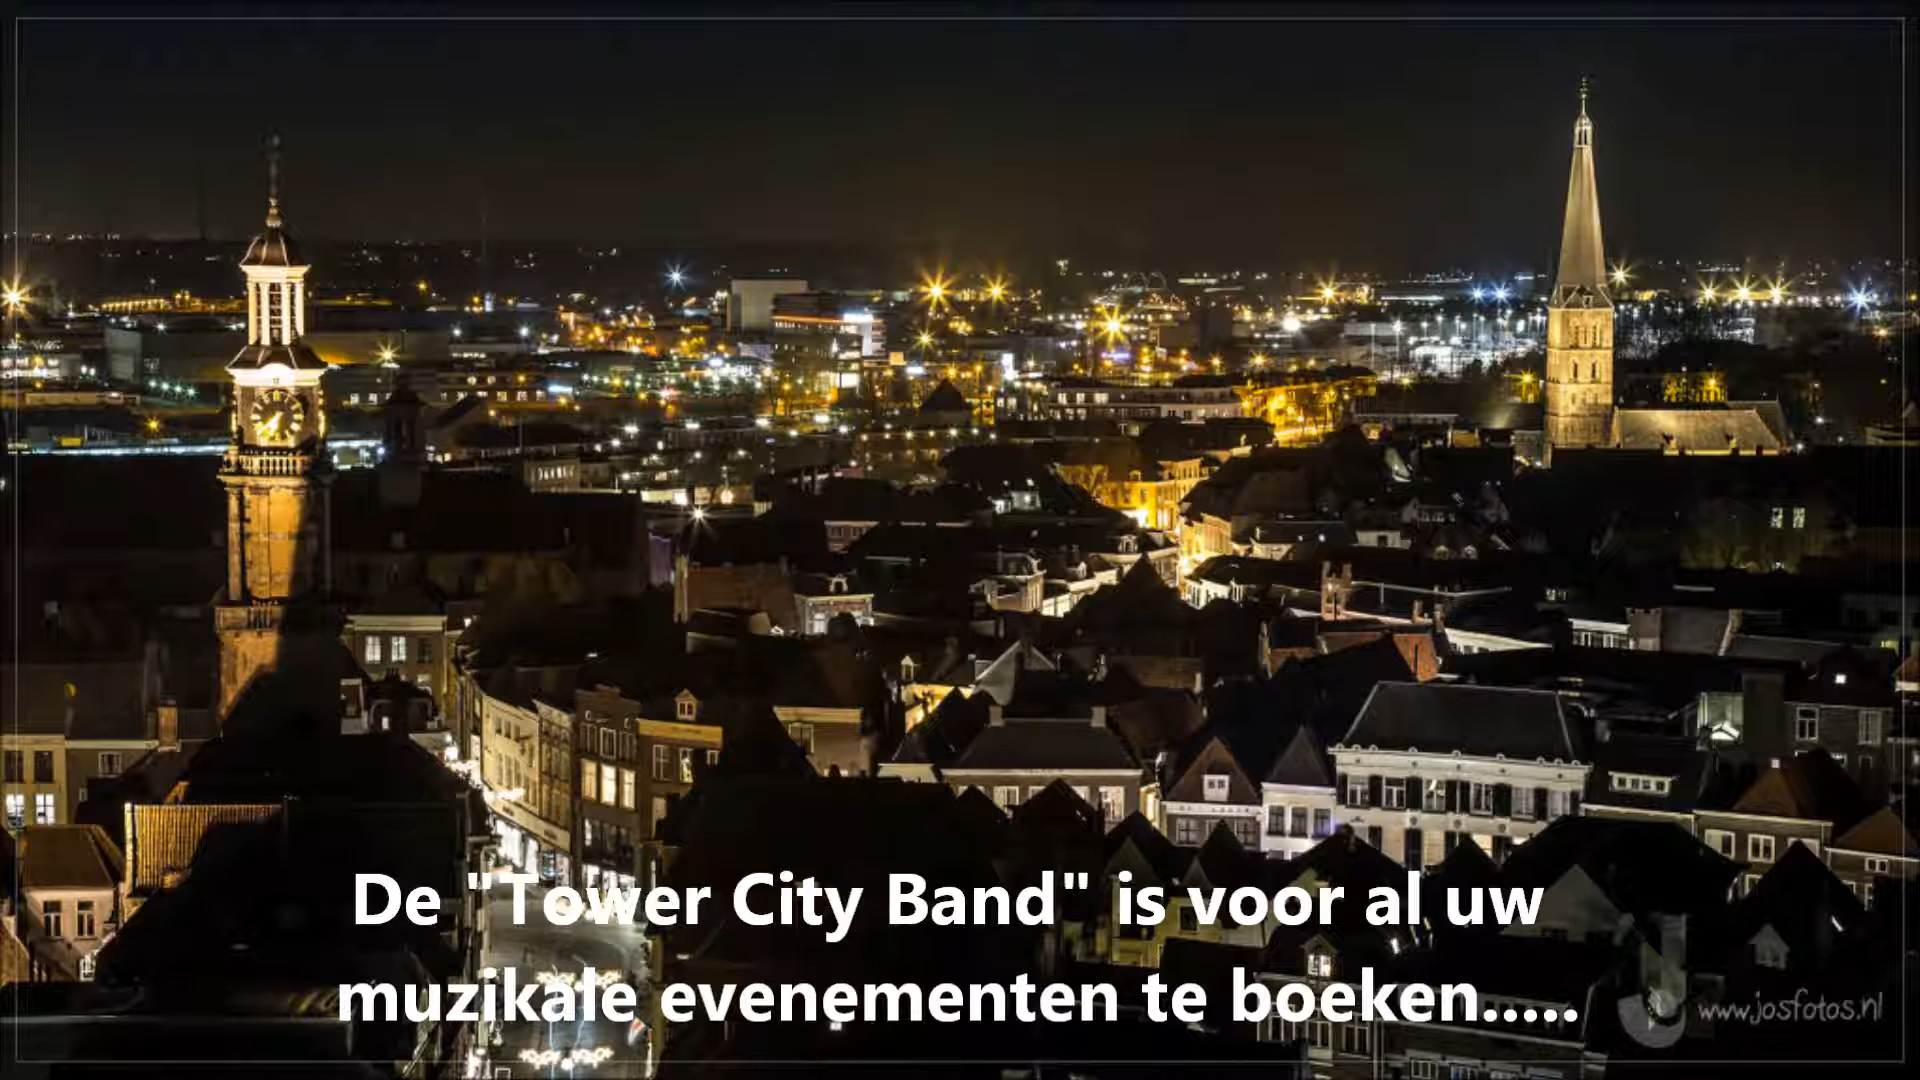 De "Tower City Band" is voor al uw
muzikale evenementen te boeken.....
www.josfotos.nl